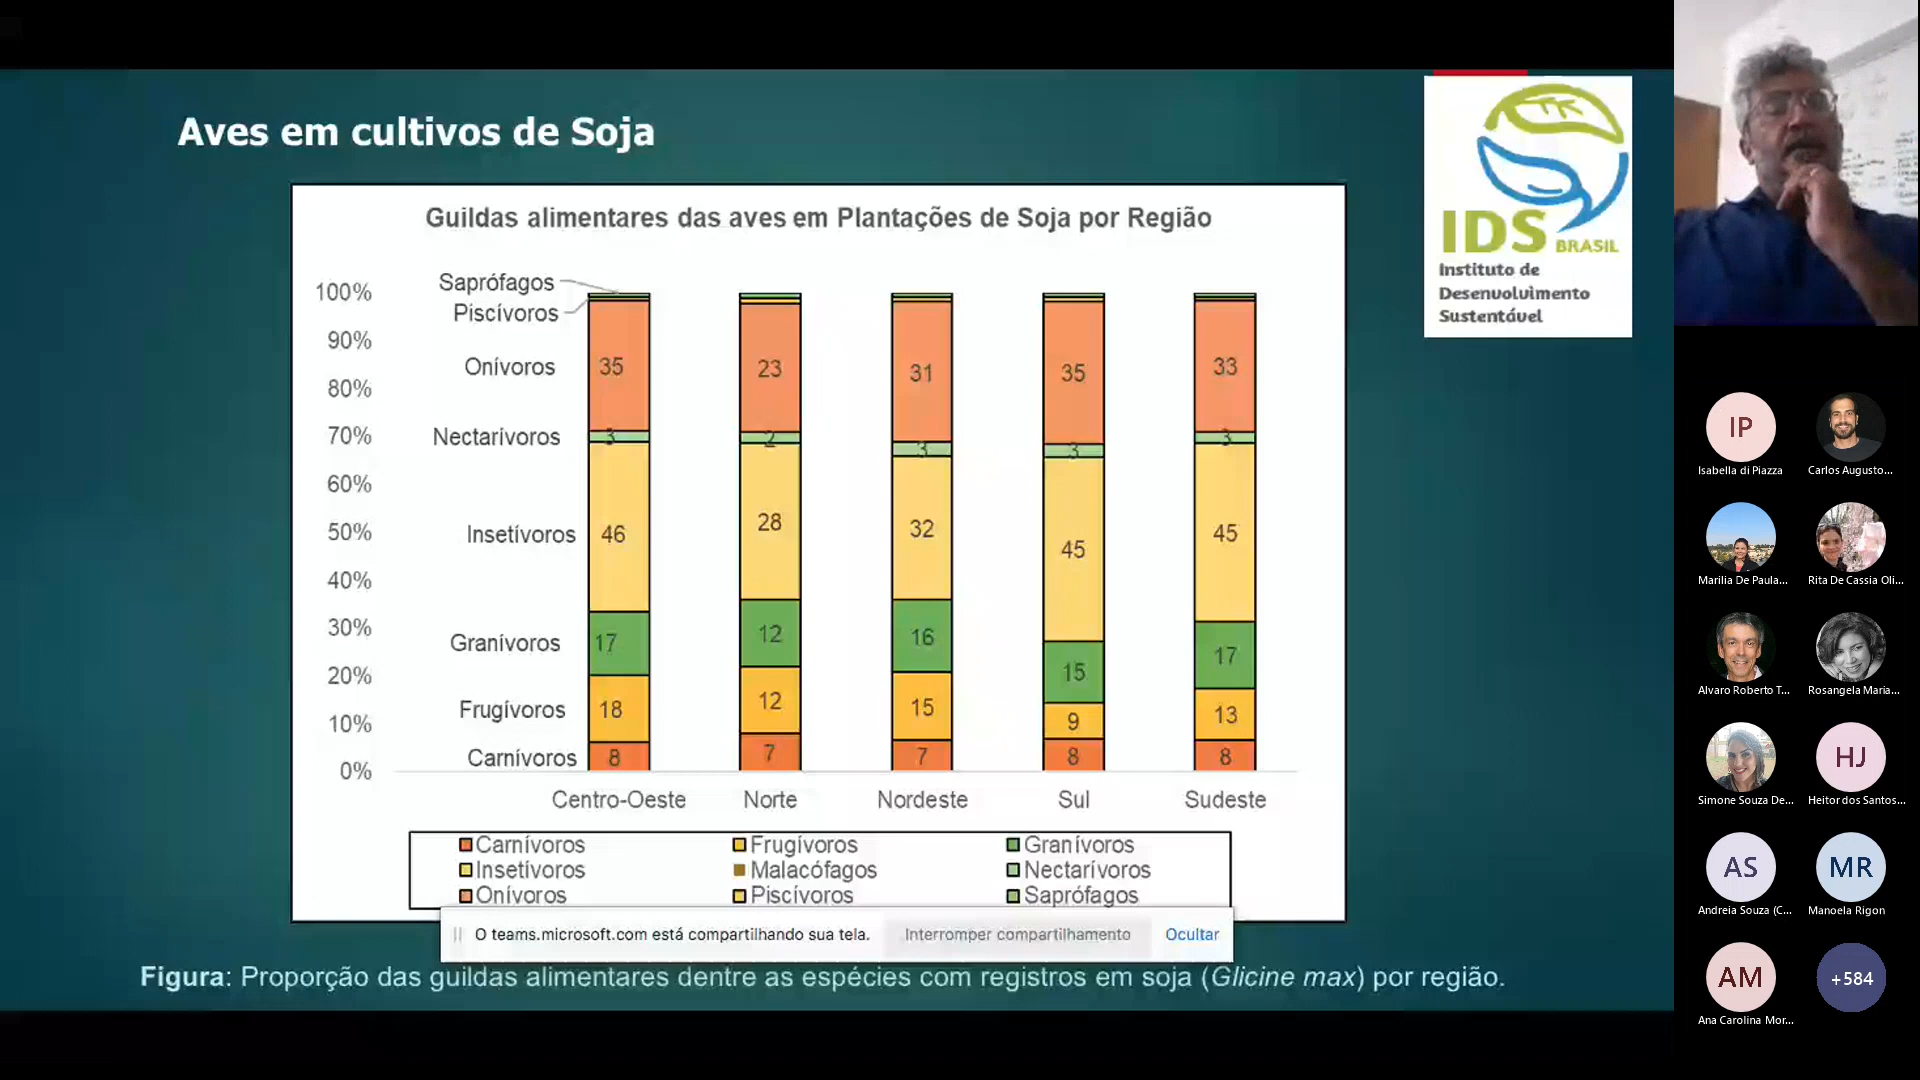 Aves em cultivos de Soja
IDS BRASIL
Instituto de
Desenvolvimento
Sustentável
Guildas alimentares das aves em Plantações de Soja por Região
100%
90%
80%
70%
60%
50%
40%
30%
20%
10%
0%
Saprófagos
Piscívoros
Onívoros
Nectarívoros
Insetívoros
Granívoros
Frugívoros
Carnívoros
35 23 31 35 33
3 2 3 3 3
46 28 32 45 45
17 12 16 15 17
18 12 15 9 13
8 7 7 8 8
Centro-Oeste Norte Nordeste Sul Sudeste
Carnívoros Frugívoros Granívoros
Insetívoros Malacófagos Nectarívoros
Onívoros Piscívoros Saprófagos
O teams.microsoft.com está compartilhando sua tela. Interromper compartilhamento Ocultar
Figura: Proporção das guildas alimentares dentre as espécies com registros em soja (Glicine max) por região.
IP
Isabella di Piazza Carlos Augusto...
Marilia De Paula... Rita De Cassia Oli...
Alvaro Roberto T... Rosangela Maria...
HJ
Simone Souza De... Heitor dos Santos...
AS MR
Andreia Souza (C... Manoela Rigon
AM +584
Ana Carolina Mor...